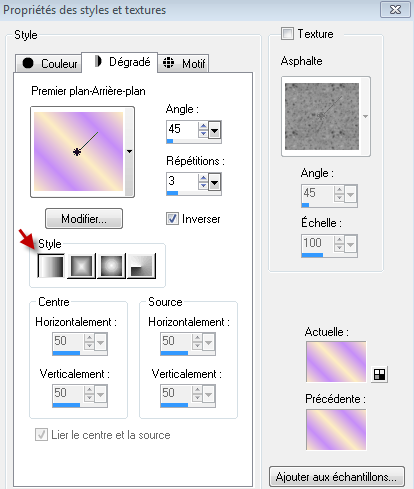 Propriétés des styles et textures
Style
Couleur
Dégradé
Motif
Premier plan-Arrière-plan
Angle :
45
Répétitions :
3
Modifier...
Inverser
Style
Centre
Horizontalement :
50
Verticalement :
50
Source
Horizontalement :
50
Verticalement :
50
Lier le centre et la source
Texture
Asphalte
Angle :
45
Échelle :
100
Actuelle :
Précédente :
Ajouter aux échantillons...